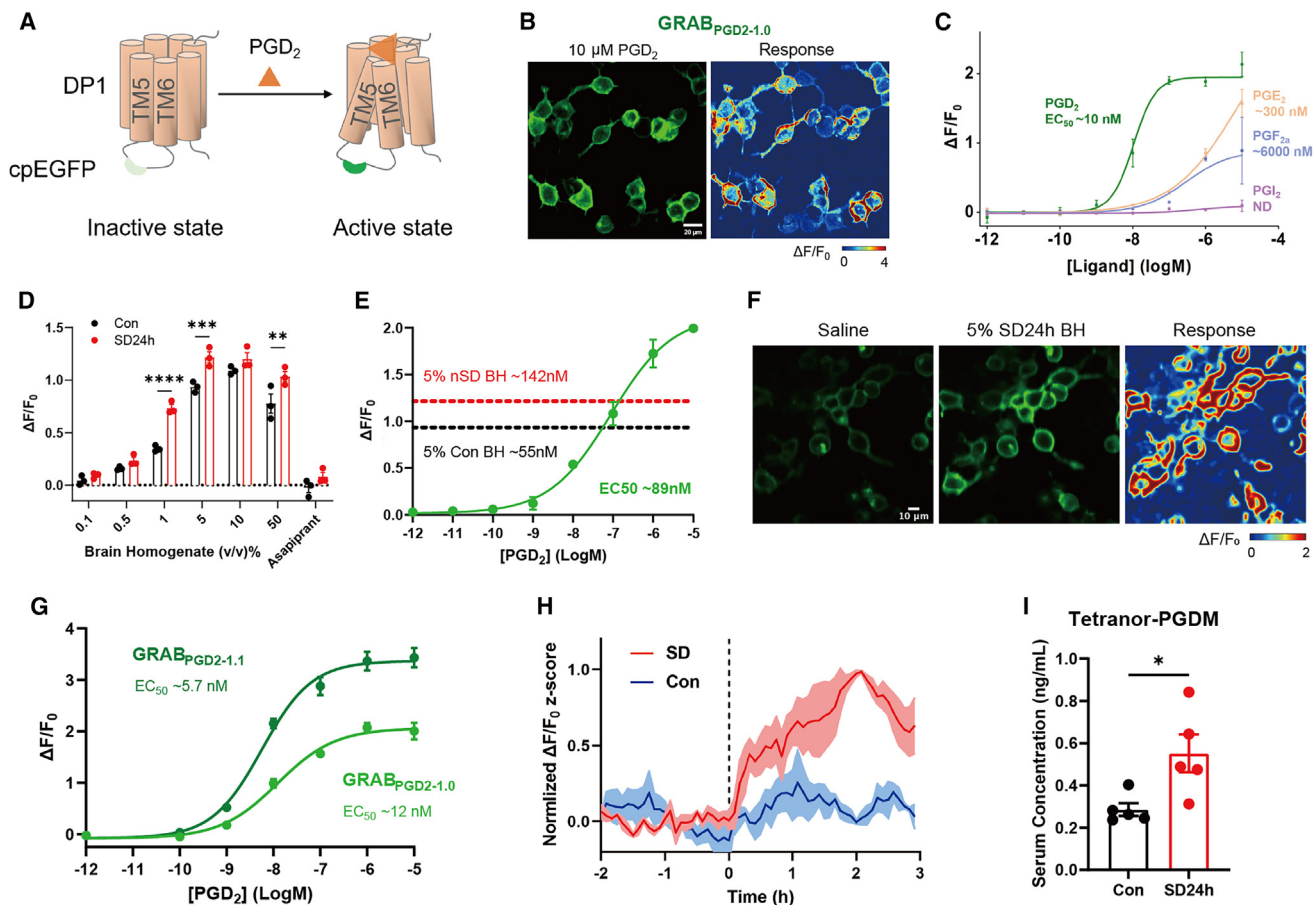 A
PGD₂
DP1
TM5
TM6
TM5
TM6
cpEGFP
Inactive state
Active state
B
GRAB_PGD2-1.0
10 μM PGD₂
Response
20 μm
ΔF/F₀
0
4
C
ΔF/F₀
2
1
0
PGD₂
EC₅₀ ~10 nM
PGE₂
~300 nM
PGF₂ₐ
~6000 nM
PGI₂
ND
-12
-10
-8
-6
-4
[Ligand] (logM)
D
Con
SD24h
ΔF/F₀
1.5
1.0
0.5
0.0
****
***
**
0.1
0.5
1
5
10
50
Asapiprant
Brain Homogenate (v/v)%
E
ΔF/F₀
2.0
1.5
1.0
0.5
0.0
5% nSD BH ~142nM
5% Con BH ~55nM
EC50 ~89nM
-12
-11
-10
-9
-8
-7
-6
-5
[PGD₂] (LogM)
F
Saline
5% SD24h BH
Response
10 μm
ΔF/F₀
0
2
G
ΔF/F₀
4
3
2
1
0
GRAB_PGD2-1.1
EC₅₀ ~5.7 nM
GRAB_PGD2-1.0
EC₅₀ ~12 nM
-12
-10
-9
-8
-7
-6
-5
[PGD₂] (LogM)
H
SD
Con
Normlized ΔF/F₀ z-score
1.0
0.5
0.0
-2
-1
0
1
2
3
Time (h)
I
Tetranor-PGDM
*
Serum Concentration (ng/mL)
1.0
0.8
0.6
0.4
0.2
0.0
Con
SD24h